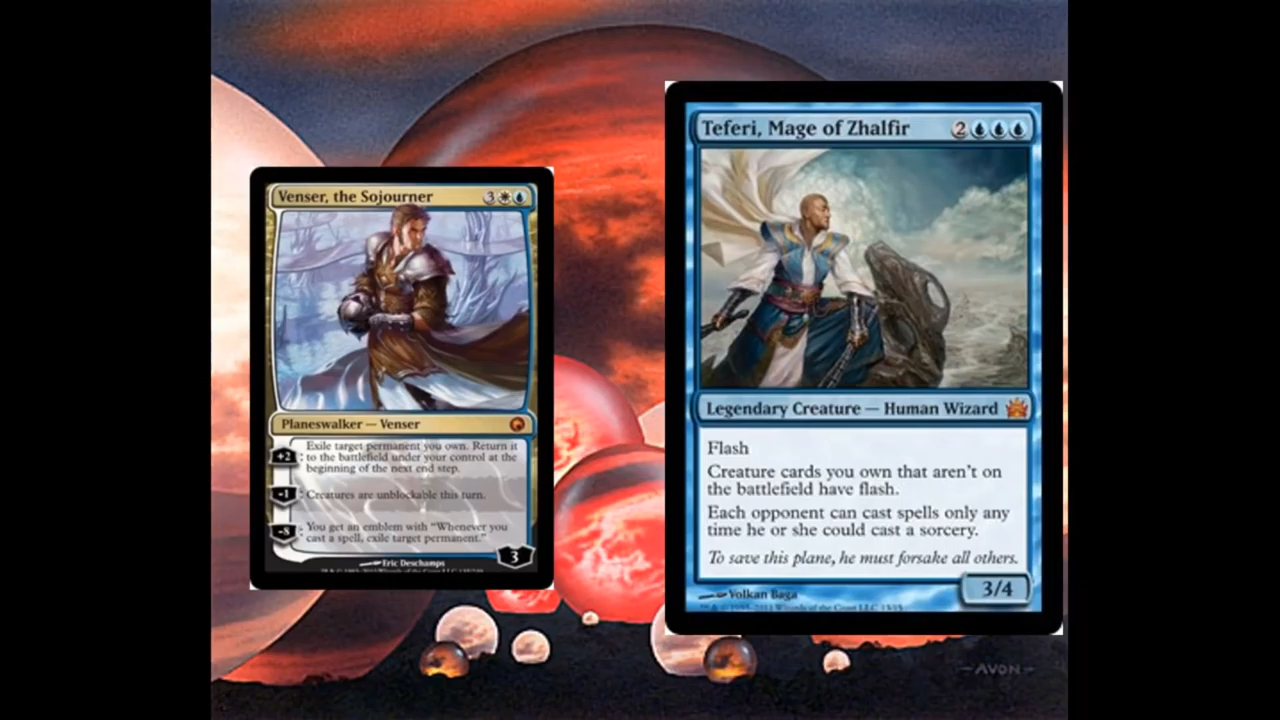 Venser, the Sojourner 3
Planeswalker — Venser
+2 : Exile target permanent you own. Return it
to the battlefield under your control at the
beginning of the next end step.
-1 : Creatures are unblockable this turn.
-8 : You get an emblem with “Whenever you
cast a spell, exile target permanent.”
3
Eric Deschamps
Teferi, Mage of Zhalfir 2
Legendary Creature — Human Wizard
Flash
Creature cards you own that aren't on
the battlefield have flash.
Each opponent can cast spells only any
time he or she could cast a sorcery.
To save this plane, he must forsake all others.
3/4
Volkan Baga
— AVON —